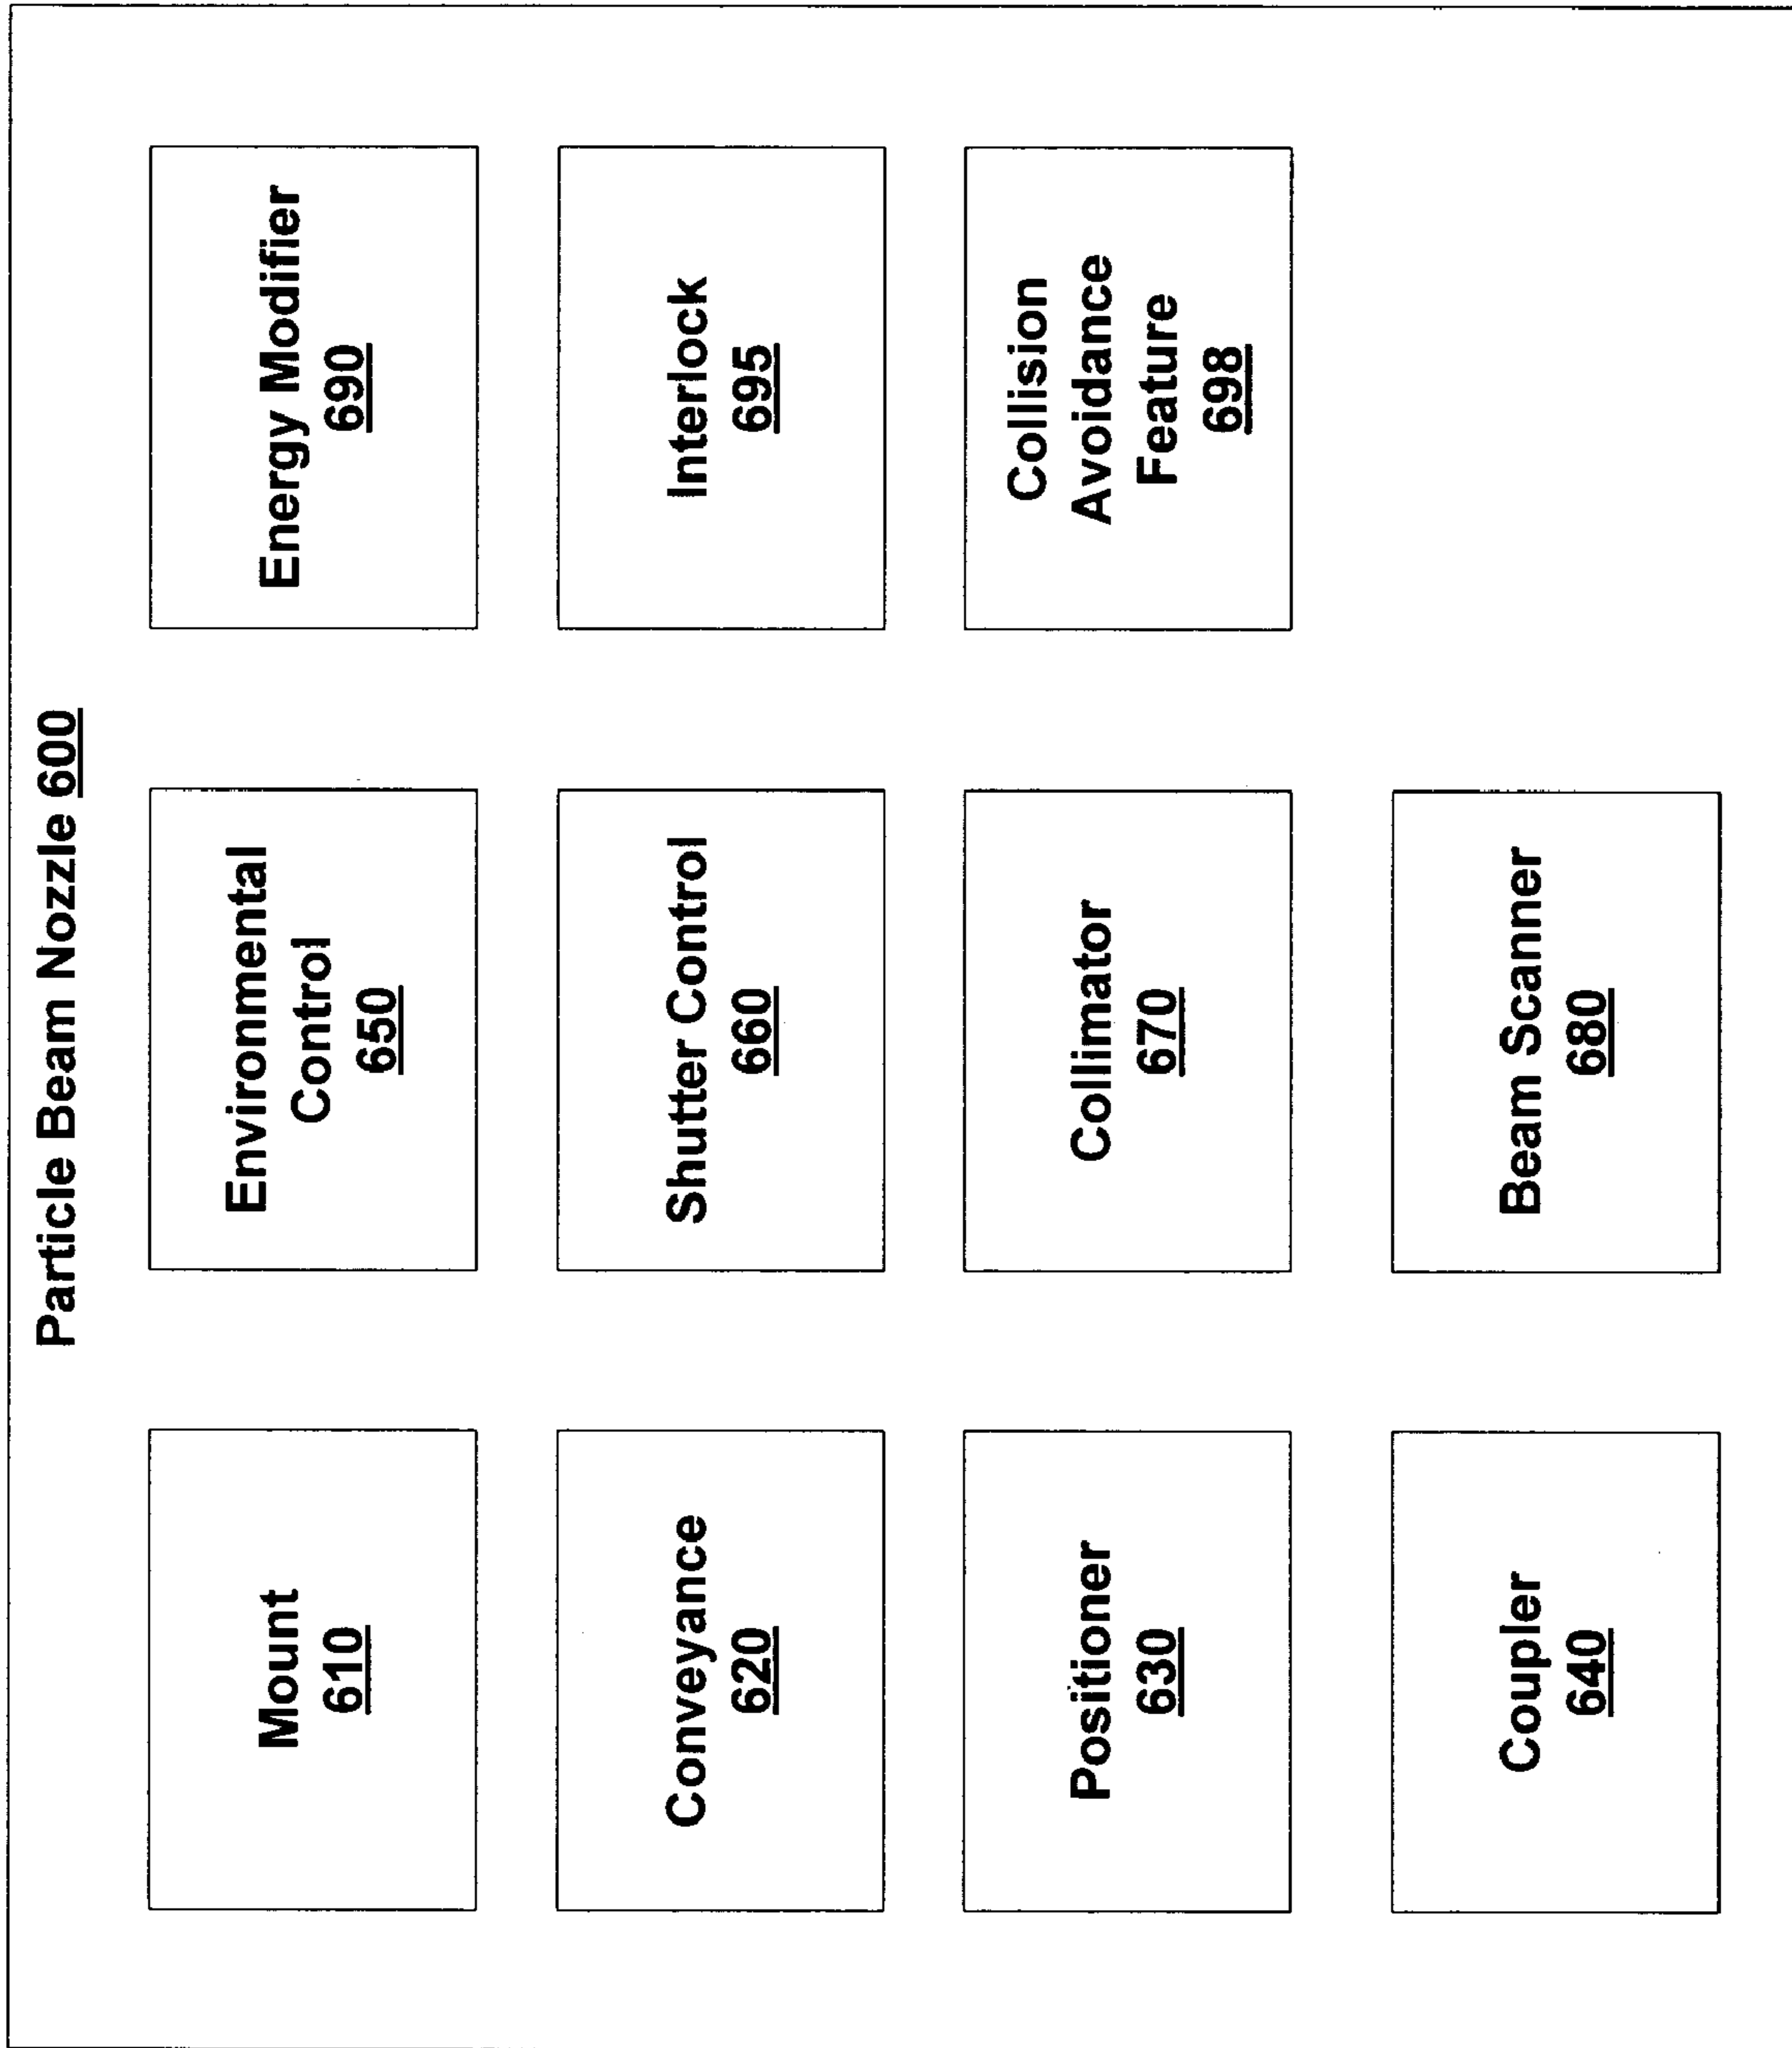 Particle Beam Nozzle 600
Mount
610
Conveyance
620
Positioner
630
Coupler
640
Environmental
Control
650
Shutter Control
660
Collimator
670
Beam Scanner
680
Energy Modifier
690
Interlock
695
Collision
Avoidance
Feature
698